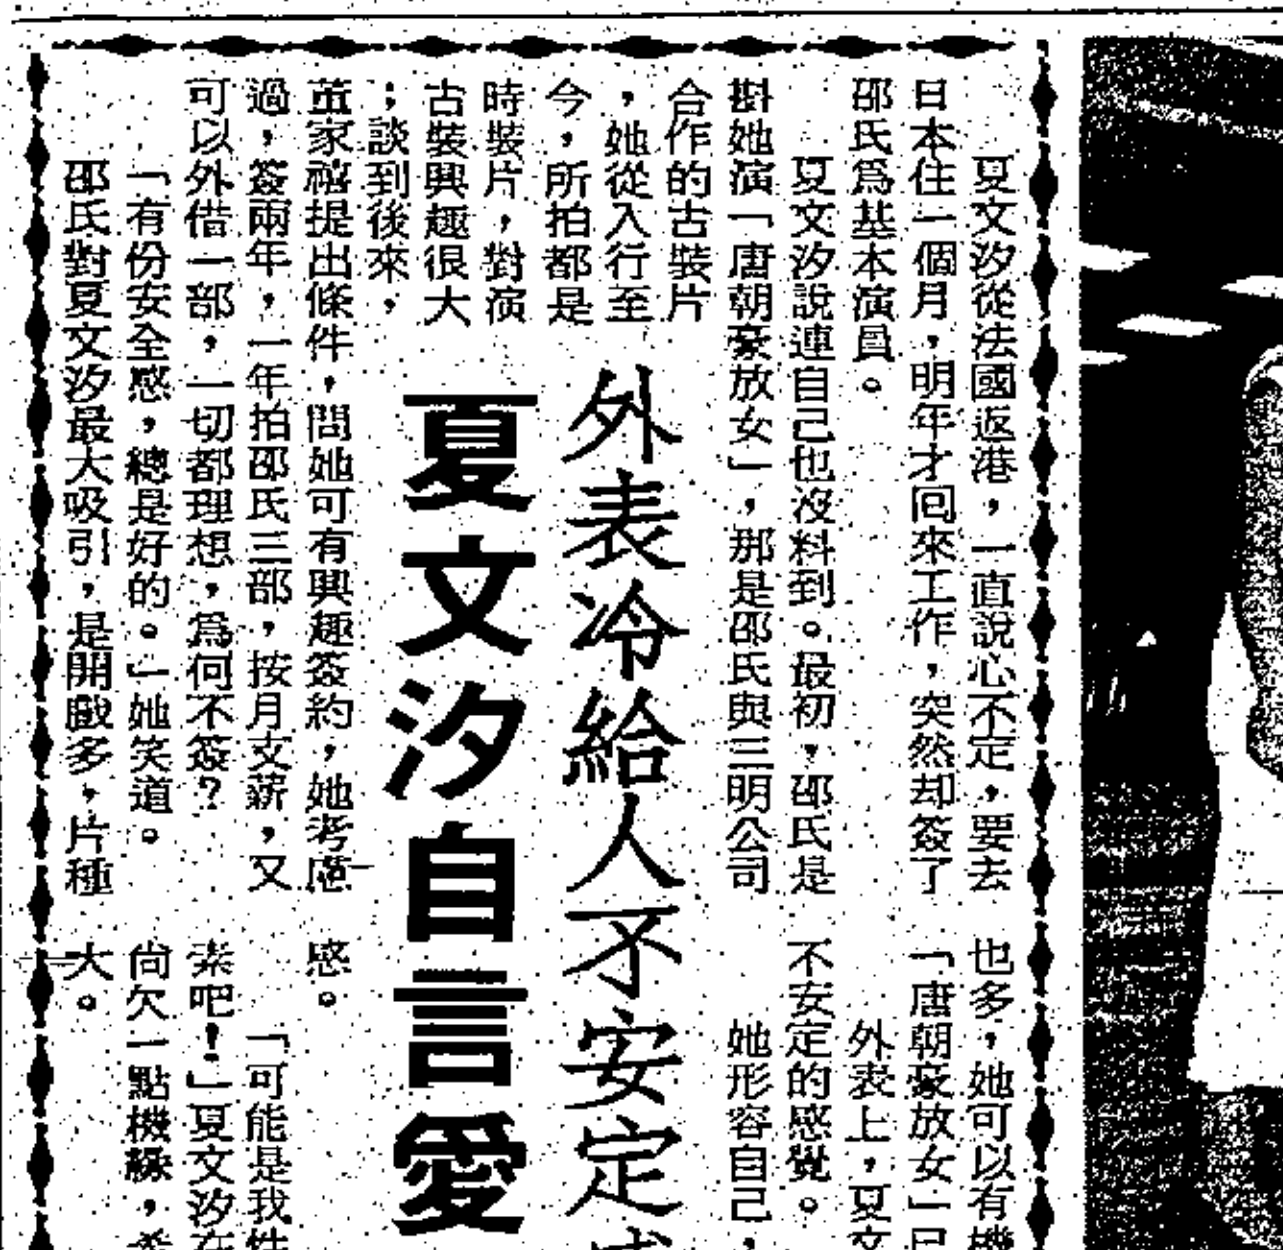 外表冷給人不安定
夏文汐自言愛
夏文汐從法國返港，一直說心不定，要去
日本住一個月，明年才回來工作，突然却簽了
邵氏爲基本演員。
夏文汐說連自己也沒料到。最初，邵氏是
斟她演「唐朝豪放女」，那是邵氏與三明公司
合作的古裝片
，她從入行至
今，所拍都是
時裝片，對演
古裝興趣很大
；談到後來，
董家禧提出條件，問她可有興趣簽約，她考慮
過，簽兩年，一年拍邵氏三部，按月支薪，又
可以外借一部，一切都理想，爲何不簽？
「有份安全感，總是好的。」她笑道。
邵氏對夏文汐最大吸引，是開戲多，片種
也多，她可以有機
「唐朝豪放女」已
外表上，夏文
不安定的感覺。
她形容自己，
感。
「可能是我性
素吧！」夏文汐在
尚欠一點機緣，希
大。